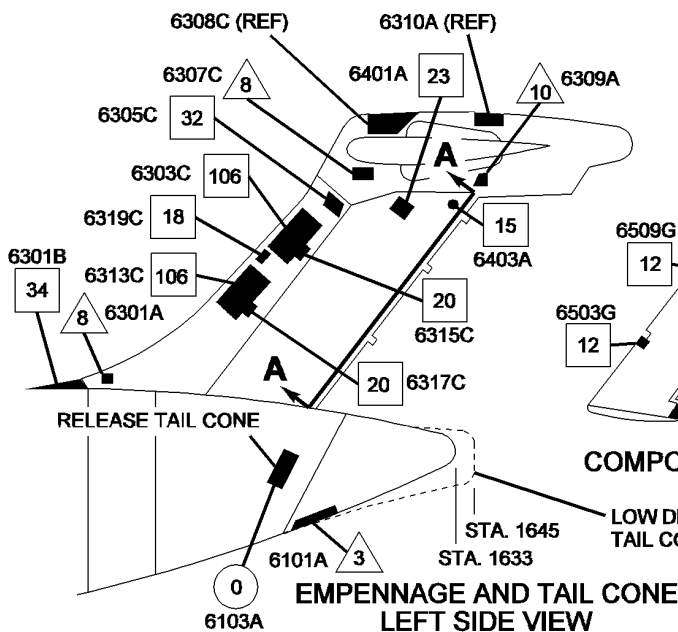 6308C (REF)
6310A (REF)
6307C
8
6401A
23
10
6309A
6305C
32
A
6303C
106
6319C
18
15
6403A
6509G
12
6301B
34
6313C
106
8
6301A
20
6315C
6503G
12
A
20
6317C
RELEASE TAIL CONE
COMPO
LOW D
TAIL CO
STA. 1645
STA. 1633
6101A
3
0
6103A
EMPENNAGE AND TAIL CONE
LEFT SIDE VIEW